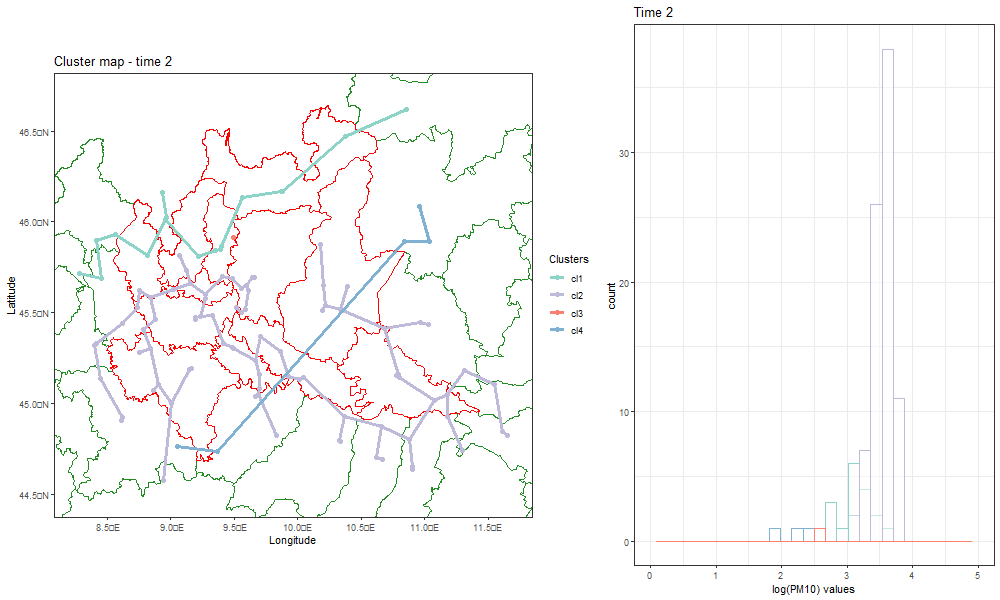 Cluster map - time 2
Latitude
46.5□N
46.0□N
45.5□N
45.0□N
44.5□N
8.5□E
9.0□E
9.5□E
10.0□E
10.5□E
11.0□E
11.5□E
Longitude
Clusters
cl1
cl2
cl3
cl4
Time 2
count
30
20
10
0
0
1
2
3
4
5
log(PM10) values